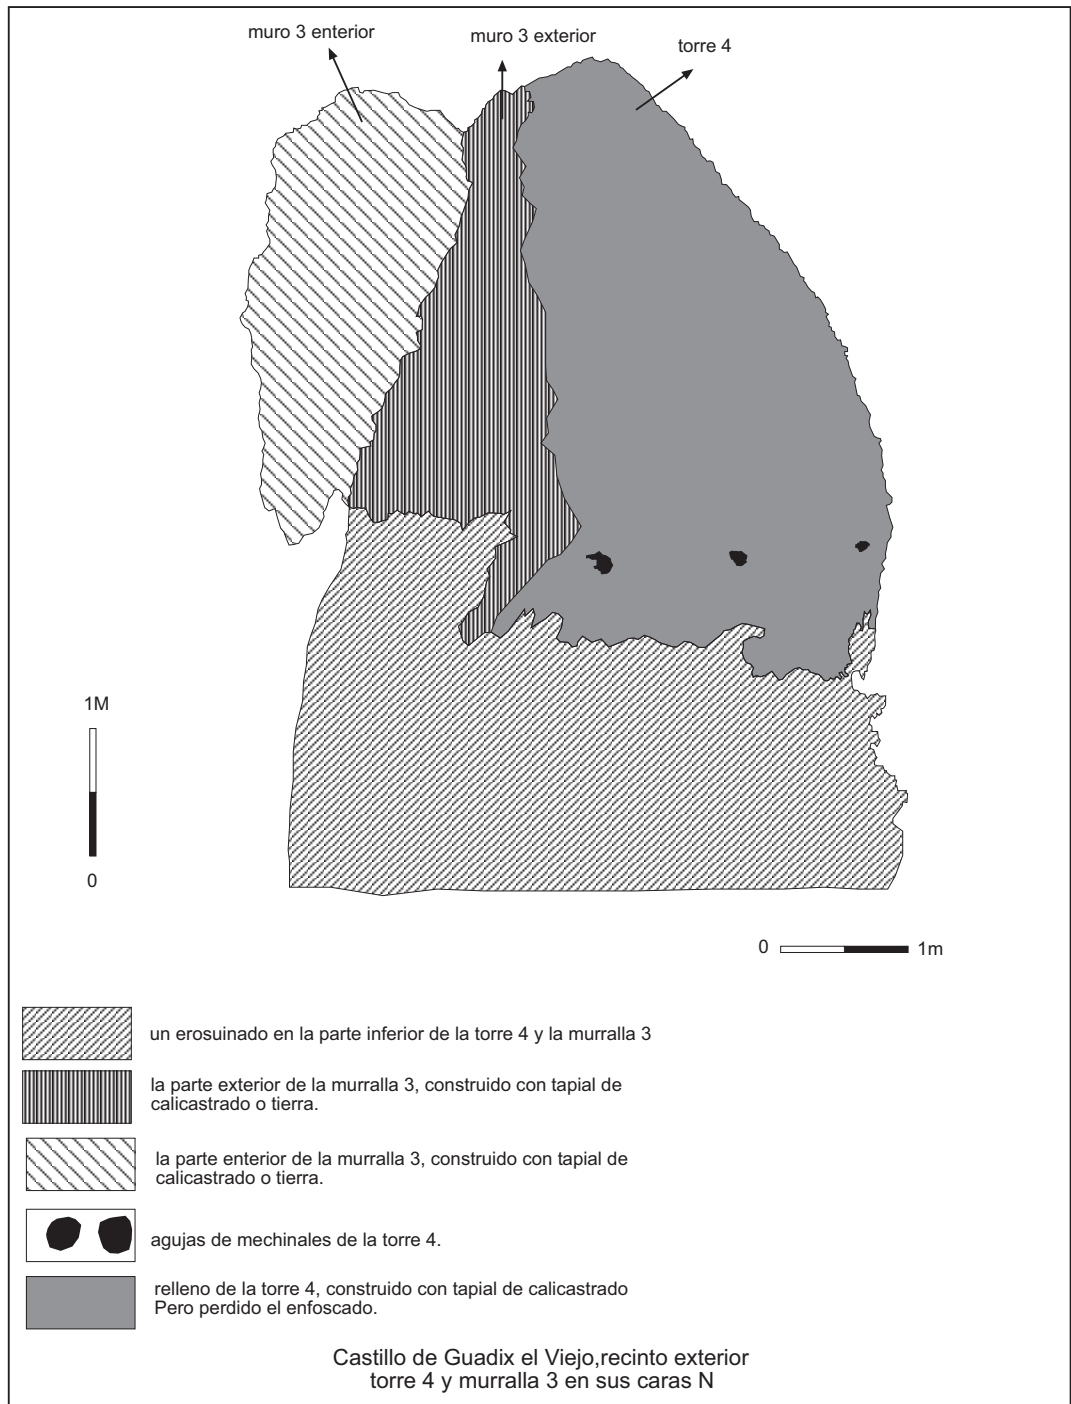 muro 3 enterior
muro 3 exterior
torre 4
1M
0
0
1m
un erosuinado en la parte inferior de la torre 4 y la murralla 3
la parte exterior de la murralla 3, construido con tapial de
calicastrado o tierra.
la parte enterior de la murralla 3, construido con tapial de
calicastrado o tierra.
agujas de mechinales de la torre 4.
relleno de la torre 4, construido con tapial de calicastrado
Pero perdido el enfoscado.
Castillo de Guadix el Viejo,recinto exterior
torre 4 y murralla 3 en sus caras N